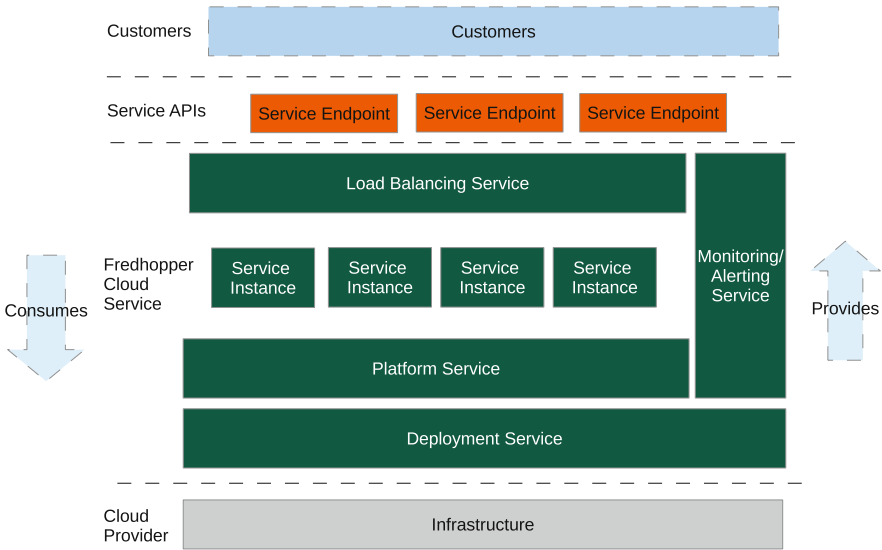 Customers
Customers
Service APIs
Service Endpoint
Service Endpoint
Service Endpoint
Load Balancing Service
Fredhopper
Cloud
Service
Service
Instance
Service
Instance
Service
Instance
Service
Instance
Monitoring/
Alerting
Service
Consumes
Provides
Platform Service
Deployment Service
Cloud
Provider
Infrastructure